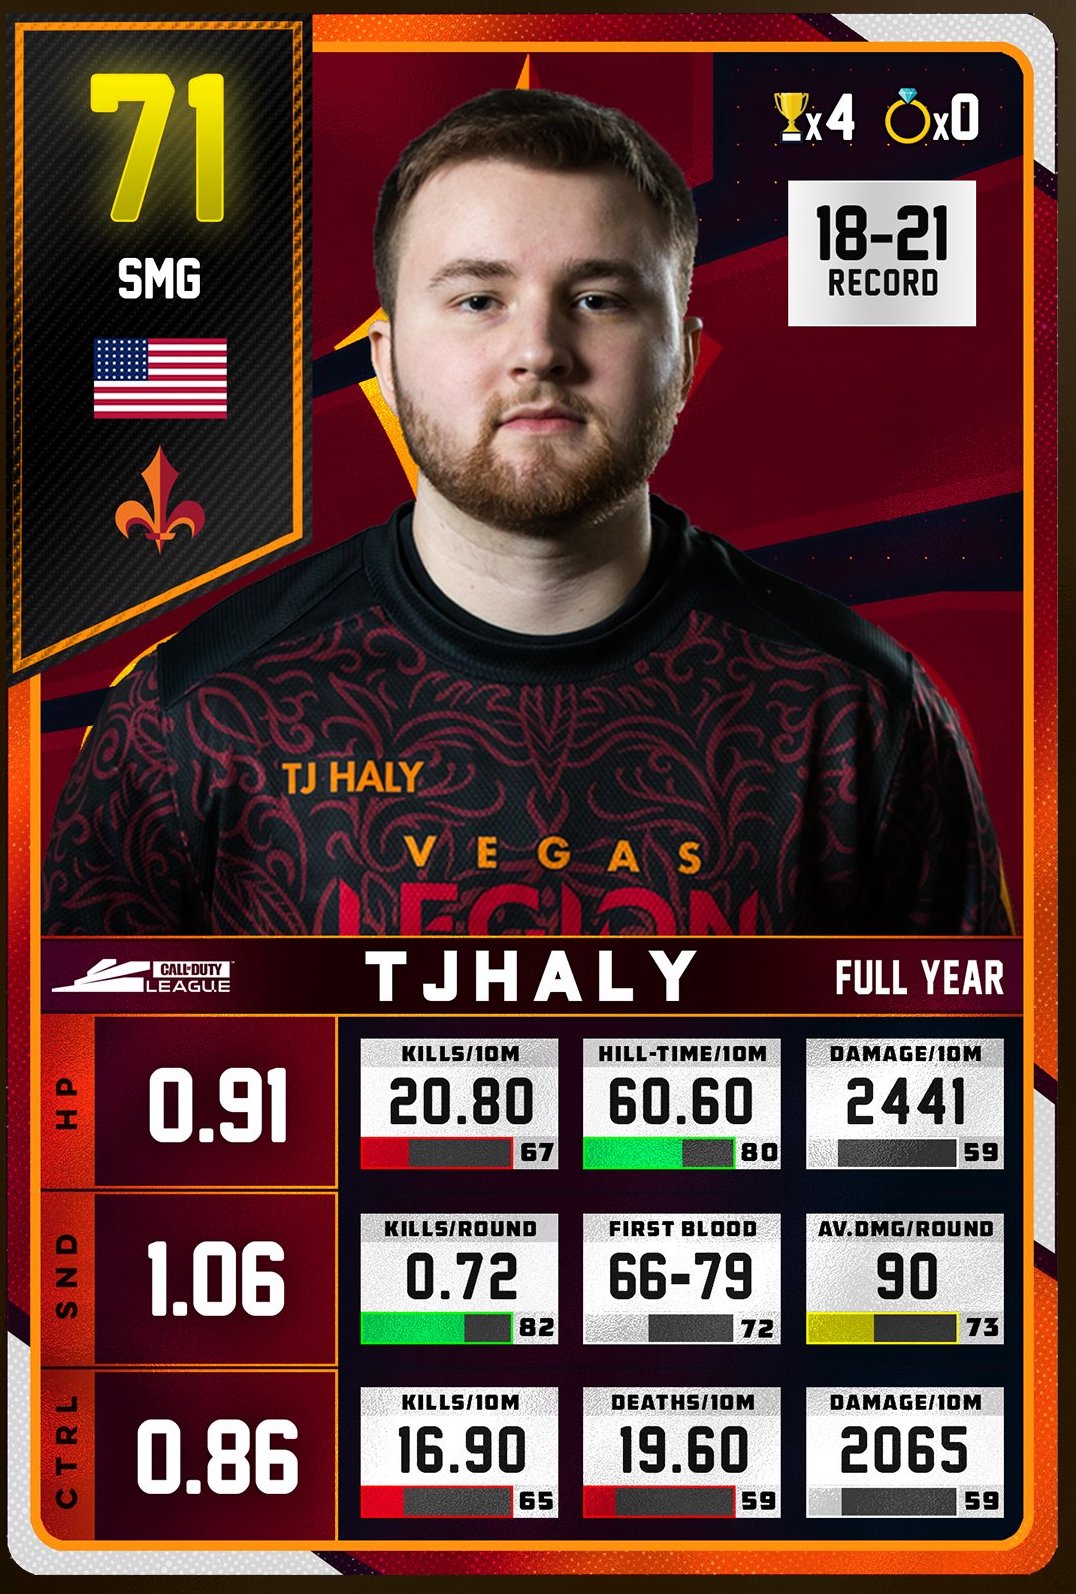 71
SMG
x4 x0
18-21
RECORD
TJ HALY
VEGAS
LEGION
CALL OF DUTY
LEAGUE
TJHALY
FULL YEAR
HP
0.91
KILLS/10M
20.80
67
HILL-TIME/10M
60.60
80
DAMAGE/10M
2441
59
SND
1.06
KILLS/ROUND
0.72
82
FIRST BLOOD
66-79
72
AV.DMG/ROUND
90
73
CTRL
0.86
KILLS/10M
16.90
65
DEATHS/10M
19.60
59
DAMAGE/10M
2065
59